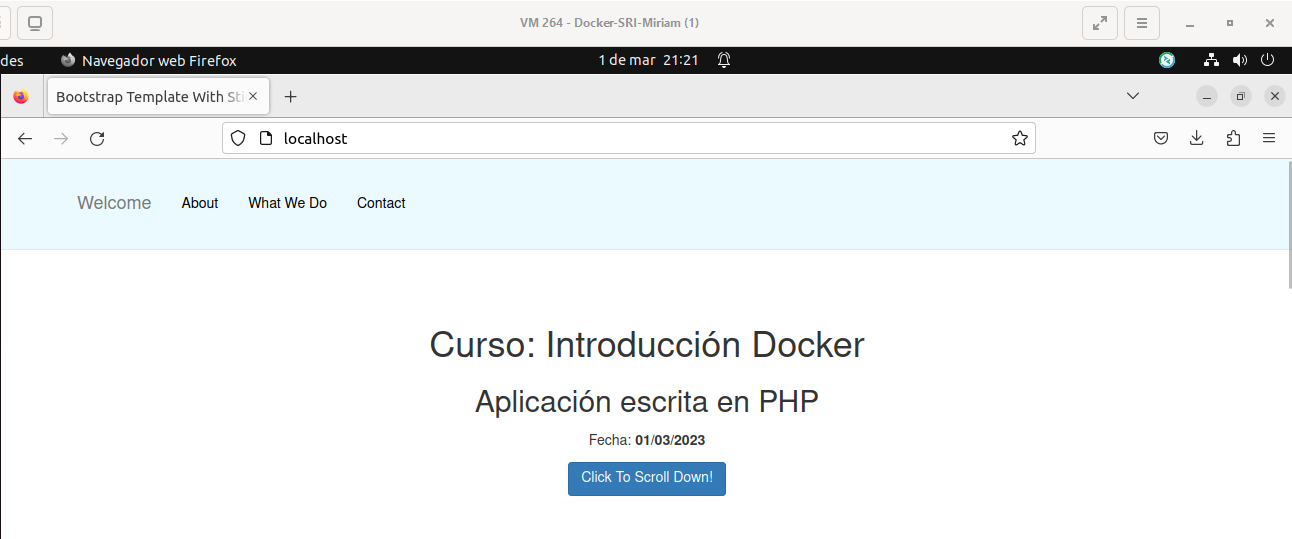 VM 264 - Docker-SRI-Miriam (1)
des Navegador web Firefox 1 de mar 21:21
Bootstrap Template With Sti
localhost
Welcome About What We Do Contact
Curso: Introducción Docker
Aplicación escrita en PHP
Fecha: 01/03/2023
Click To Scroll Down!